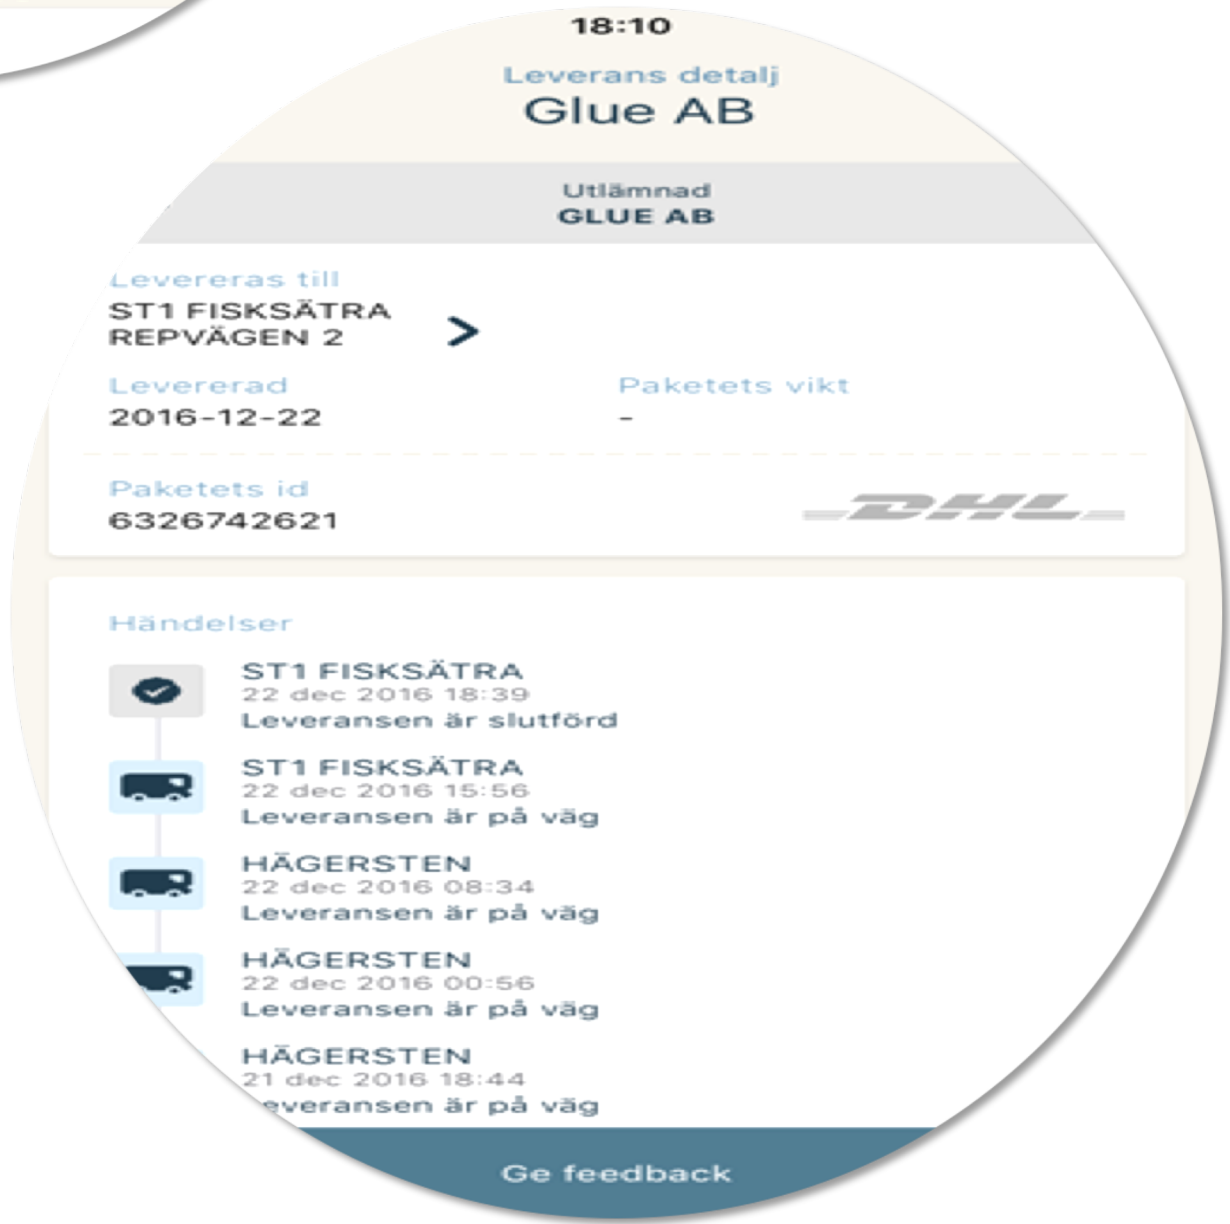 18:10
Leverans detalj
Glue AB
Utlämnad
GLUE AB
Levereras till
ST1 FISKSÄTRA
REPVÄGEN 2
Levererad
Paketets vikt
2016-12-22
-
Paketets id
6326742621
DHL
Händelser
ST1 FISKSÄTRA
22 dec 2016 18:39
Leveransen är slutförd
ST1 FISKSÄTRA
22 dec 2016 15:56
Leveransen är på väg
HÄGERSTEN
22 dec 2016 08:34
Leveransen är på väg
HÄGERSTEN
22 dec 2016 00:56
Leveransen är på väg
HÄGERSTEN
21 dec 2016 18:44
everansen är på väg
Ge feedback